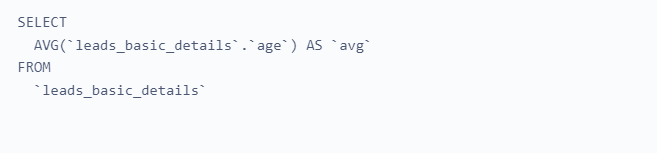 SELECT
  AVG(`leads_basic_details`.`age`) AS `avg`
FROM
  `leads_basic_details`